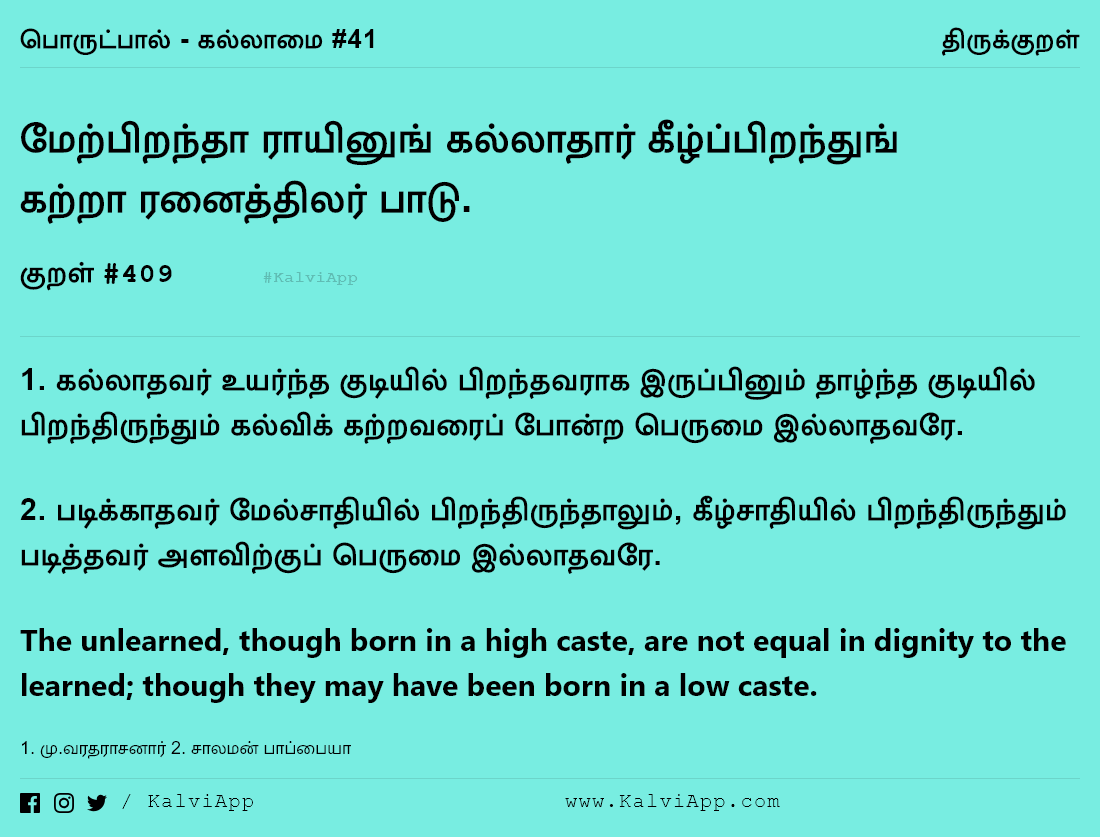 பொருட்பால் - கல்லாமை #41 திருக்குறள்
மேற்பிறந்தா ராயினுங் கல்லாதார் கீழ்ப்பிறந்துங்
கற்றா ரனைத்திலர் பாடு.
குறள் #409 #KalviApp
1. கல்லாதவர் உயர்ந்த குடியில் பிறந்தவராக இருப்பினும் தாழ்ந்த குடியில்
பிறந்திருந்தும் கல்விக் கற்றவரைப் போன்ற பெருமை இல்லாதவரே.
2. படிக்காதவர் மேல்சாதியில் பிறந்திருந்தாலும், கீழ்சாதியில் பிறந்திருந்தும்
படித்தவர் அளவிற்குப் பெருமை இல்லாதவரே.
The unlearned, though born in a high caste, are not equal in dignity to the
learned; though they may have been born in a low caste.
1. மு.வரதராசனார் 2. சாலமன் பாப்பையா
/ KalviApp www.KalviApp.com